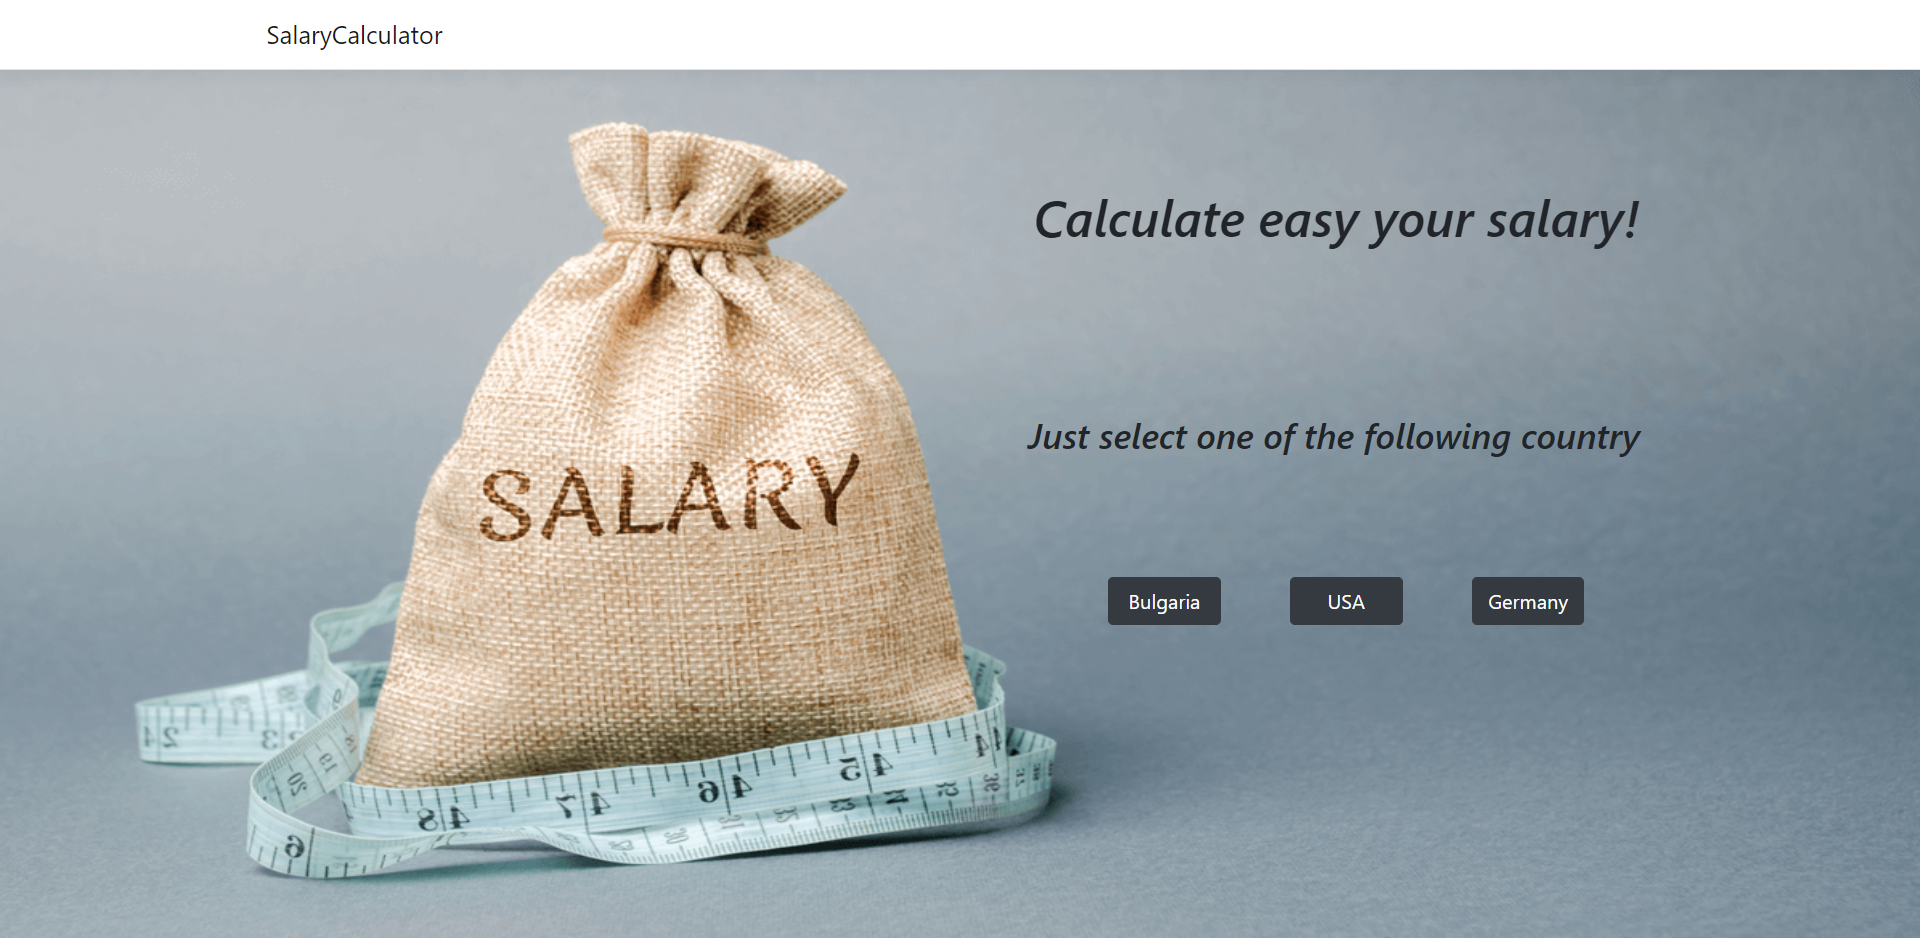 SalaryCalculator
Calculate easy your salary!
Just select one of the following country
SALARY
Bulgaria
USA
Germany